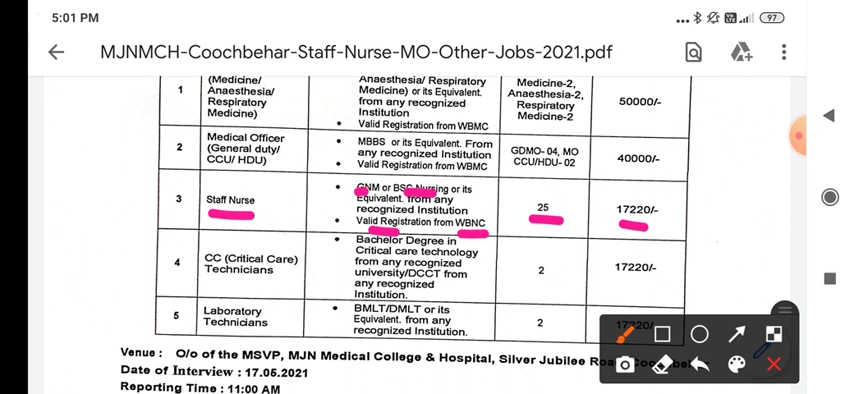 5:01 PM
97
MJNMCH-Coochbehar-Staff-Nurse-MO-Other-Jobs-2021.pdf
1
(Medicine/
Anaesthesia/
Respiratory
Medicine)
Anaesthesia/ Respiratory
Medicine) or its Equivalent.
from any recognized
Institution
• Valid Registration from WBMC
Medicine-2,
Anaesthesia-2,
Respiratory
Medicine-2
50000/-
2
Medical Officer
(General duty/
CCU/ HDU)
• MBBS or its Equivalent. From
any recognized Institution
• Valid Registration from WBMC
GDMO- 04, MO
CCU/HDU- 02
40000/-
3
Staff Nurse
• GNM or BSC Nursing or its
Equivalent. from any
recognized Institution
• Valid Registration from WBNC
25
17220/-
4
CC (Critical Care)
Technicians
• Bachelor Degree in
Critical care technology
from any recognized
university/DCCT from
any recognized
Institution.
2
17220/-
5
Laboratory
Technicians
• BMLT/DMLT or its
Equivalent. from any
recognized Institution.
2
17220/-
Venue : O/o of the MSVP, MJN Medical College & Hospital, Silver Jubilee
Date of Interview : 17.05.2021
Reporting Time : 11:00 AM